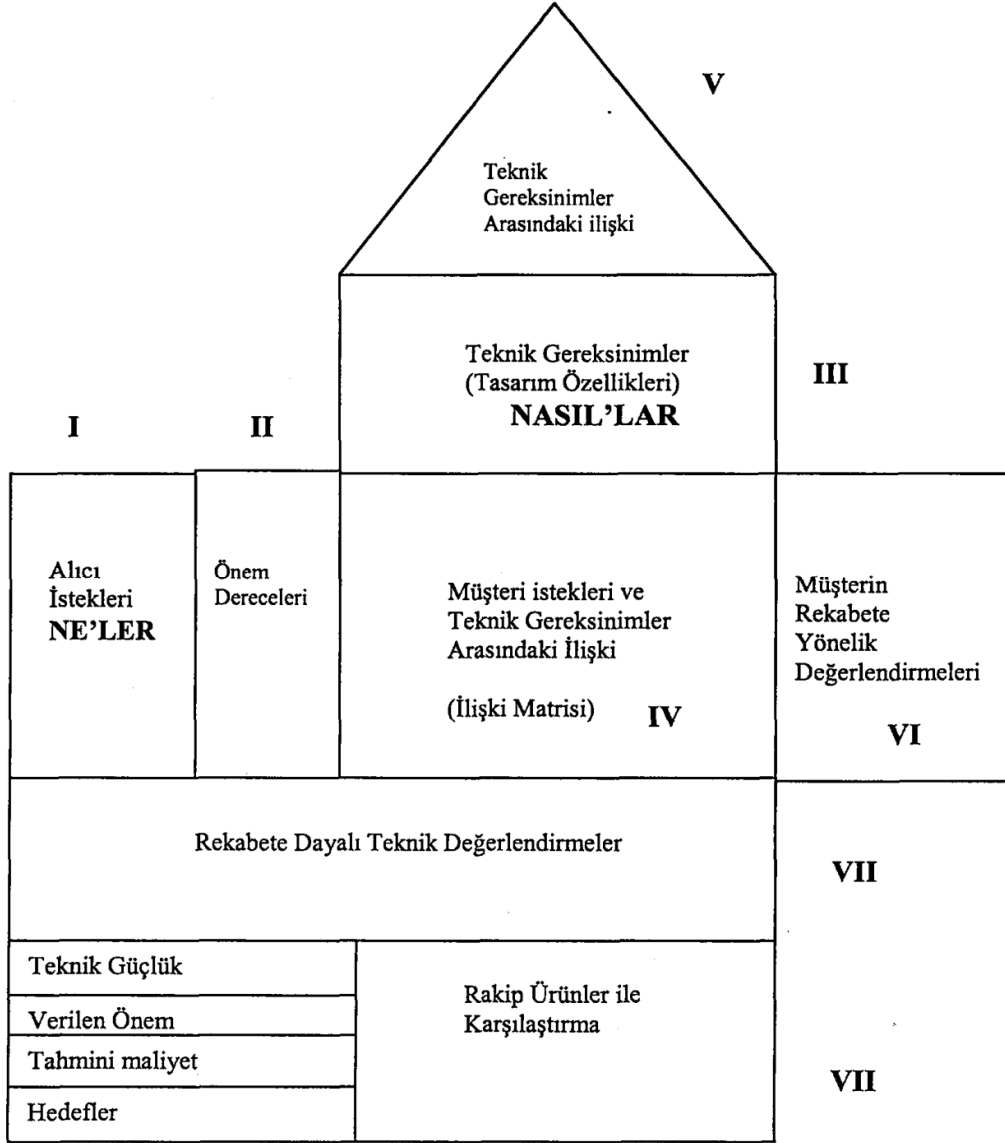 V
Teknik
Gereksinimler
Arasındaki ilişki
Teknik Gereksinimler
(Tasarım Özellikleri)
NASIL'LAR
III
I
II
Alıcı
İstekleri
NE'LER
Önem
Dereceleri
Müşteri istekleri ve
Teknik Gereksinimler
Arasındaki İlişki
(İlişki Matrisi)
IV
Müşterin
Rekabete
Yönelik
Değerlendirmeleri
VI
Rekabete Dayalı Teknik Değerlendirmeler
VII
Teknik Güçlük
Verilen Önem
Tahmini maliyet
Hedefler
Rakip Ürünler ile
Karşılaştırma
VII